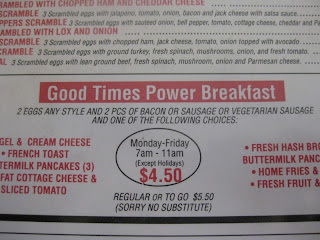 AMBLED WITH CHOPPED HAM AND CHEDDAR CHEESE
SCRAMBLE 3 Scrambled eggs with jalapeno, tomato, onion, bacon and jack cheese with salsa sauce.
PPERS SCRAMBLE 3 Scrambled eggs with sautéed onion, bell pepper, tomato, cottage cheese, cheddar and Pa
AMBLED WITH LOX AND ONION
SCRAMBLE 3 Scrambled eggs with chopped ham, jack cheese, tomato, onion topped with avocado.
SCRAMBLE 3 Scrambled eggs with ground turkey, fresh spinach, mushrooms, onion, and fresh tomato.
AL 3 Scrambled eggs with lean ground beef, fresh spinach, mushrooms, onion and Parmesan cheese.
Good Times Power Breakfast
2 EGGS ANY STYLE AND 2 PCS OF BACON OR SAUSAGE OR VEGETARIAN SAUSAGE
AND ONE OF THE FOLLOWING CHOICES.
GEL & CREAM CHEESE
• FRENCH TOAST
UTTERMILK PANCAKES (3)
FAT COTTAGE CHEESE &
SLICED TOMATO
Monday-Friday
7am - 11am
(Except Holidays)
$4.50
• FRESH HASH BRO
BUTTERMILK PANC
• HOME FRIES &
• FRESH FRUIT &
REGULAR OR TO GO $5.50
(SORRY NO SUBSTITUTE)